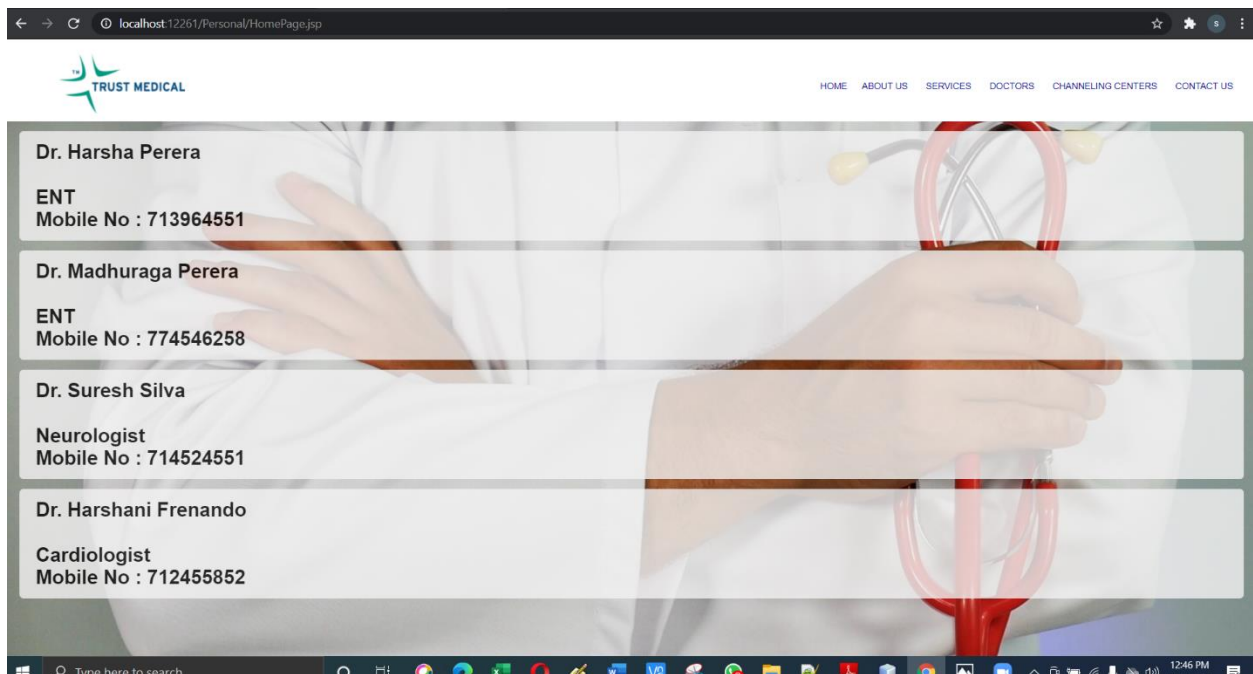 localhost:12261/Personal/HomePage.jsp
S
TM
TRUST MEDICAL
HOME ABOUT US SERVICES DOCTORS CHANNELING CENTERS CONTACT US
Dr. Harsha Perera
ENT
Mobile No : 713964551
Dr. Madhuraga Perera
ENT
Mobile No : 774546258
Dr. Suresh Silva
Neurologist
Mobile No : 714524551
Dr. Harshani Frenando
Cardiologist
Mobile No : 712455852
Type here to search
12:46 PM